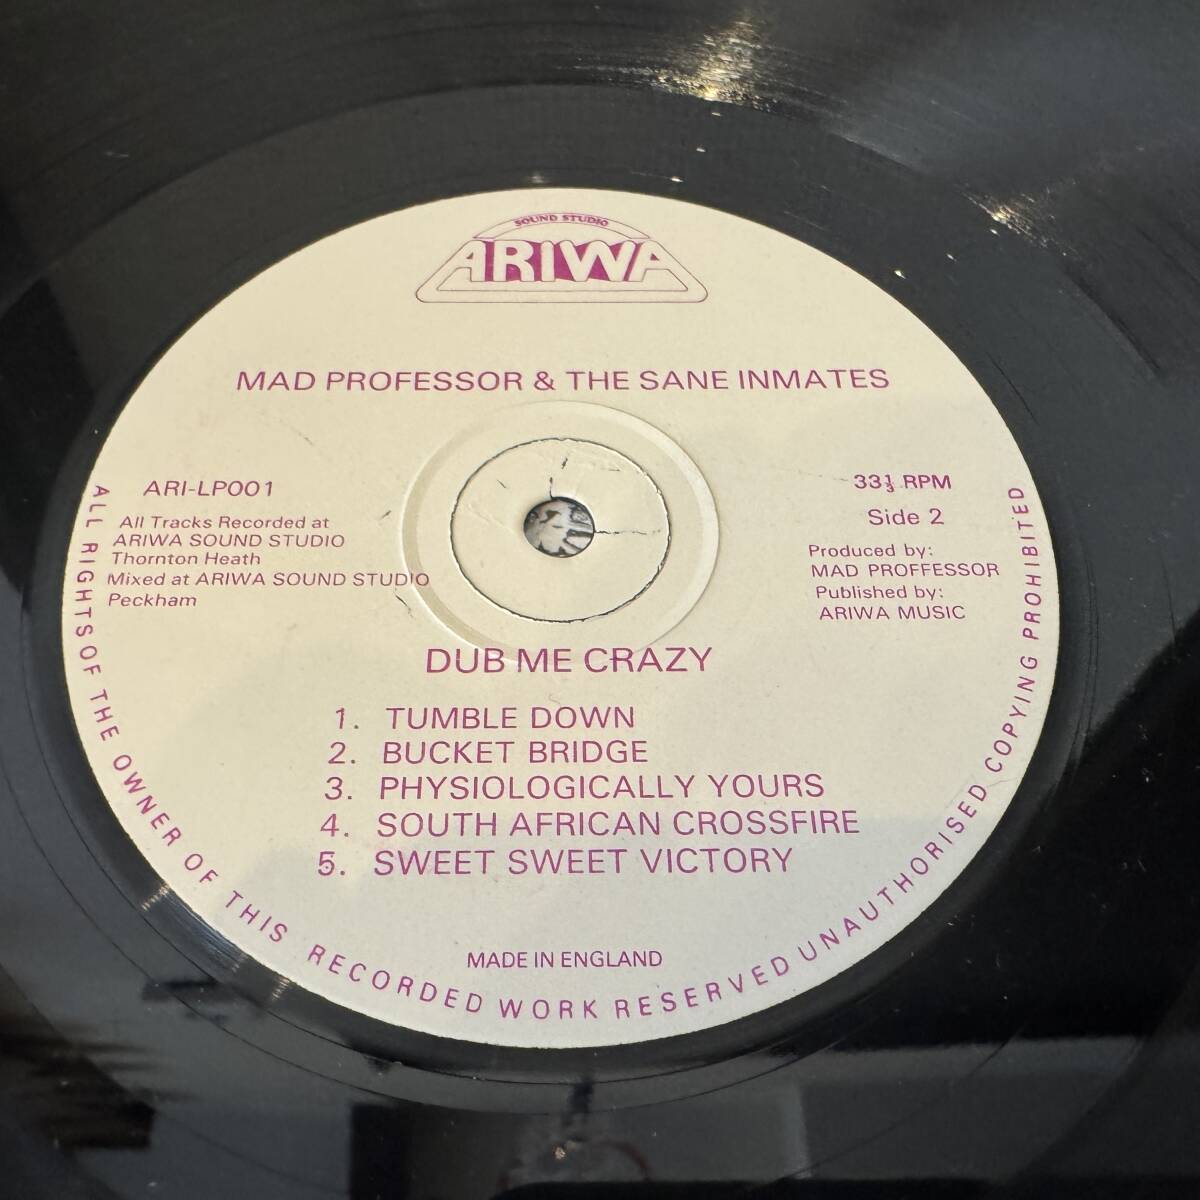 SOUND STUDIO
ARIWA
MAD PROFESSOR & THE SANE INMATES
ARI-LP001
All Tracks Recorded at
ARIWA SOUND STUDIO
Thornton Heath
Mixed at ARIWA SOUND STUDIO
Peckham
33⅓ RPM
Side 2
Produced by:
MAD PROFFESSOR
Published by:
ARIWA MUSIC
DUB ME CRAZY
1. TUMBLE DOWN
2. BUCKET BRIDGE
3. PHYSIOLOGICALLY YOURS
4. SOUTH AFRICAN CROSSFIRE
5. SWEET SWEET VICTORY
MADE IN ENGLAND
ALL RIGHTS OF THE OWNER OF THIS RECORDED WORK RESERVED UNAUTHORISED COPYING PROHIBITED